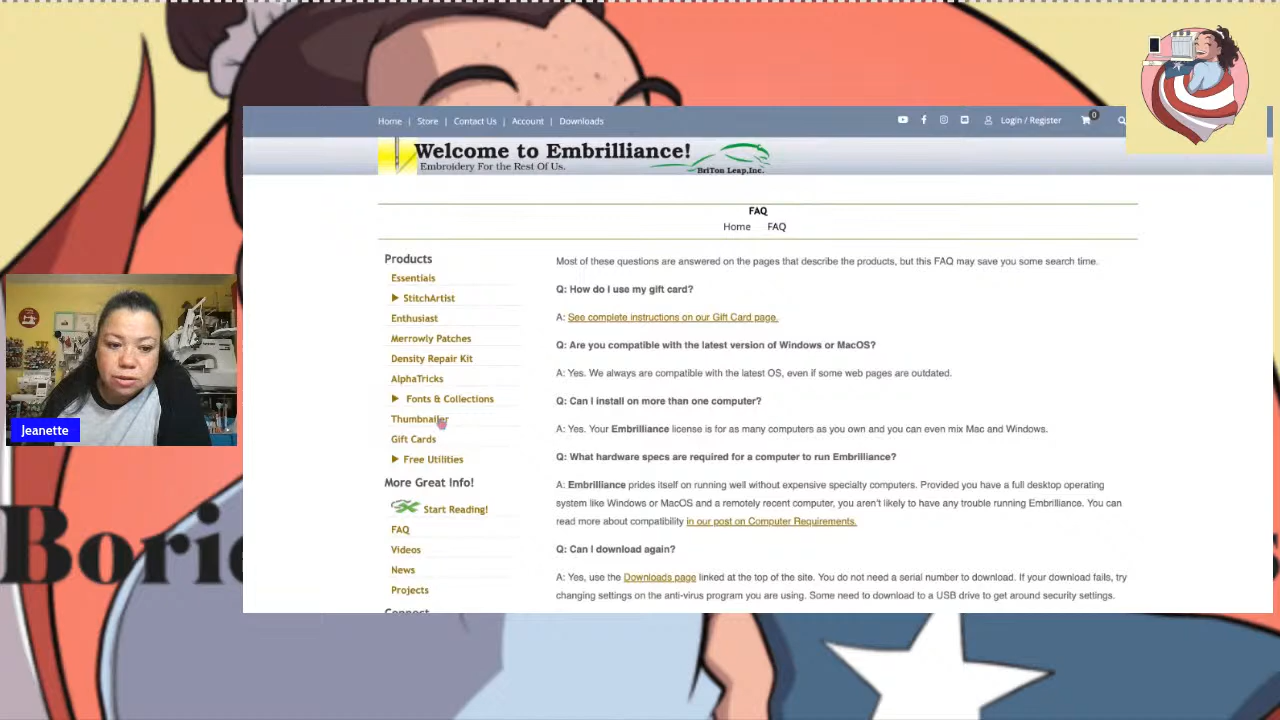 Home | Store | Contact Us | Account | Downloads
Login / Register
0
Welcome to Embrilliance!
Embroidery For the Rest Of Us.
BriTon Leap, Inc.
FAQ
Home FAQ
Products
Essentials
StitchArtist
Enthusiast
Merrowly Patches
Density Repair Kit
AlphaTricks
Fonts & Collections
Thumbnailer
Gift Cards
Free Utilities
More Great Info!
Start Reading!
FAQ
Videos
News
Projects
Connect
Most of these questions are answered on the pages that describe the products, but this FAQ may save you some search time.
Q: How do I use my gift card?
A: See complete instructions on our Gift Card page.
Q: Are you compatible with the latest version of Windows or MacOS?
A: Yes. We always are compatible with the latest OS, even if some web pages are outdated.
Q: Can I install on more than one computer?
A: Yes. Your Embrilliance license is for as many computers as you own and you can even mix Mac and Windows.
Q: What hardware specs are required for a computer to run Embrilliance?
A: Embrilliance prides itself on running well without expensive specialty computers. Provided you have a full desktop operating
system like Windows or MacOS and a remotely recent computer, you aren't likely to have any trouble running Embrilliance. You can
read more about compatibility in our post on Computer Requirements.
Q: Can I download again?
A: Yes, use the Downloads page linked at the top of the site. You do not need a serial number to download. If your download fails, try
changing settings on the anti-virus program you are using. Some need to download to a USB drive to get around security settings.
Jeanette
Boric